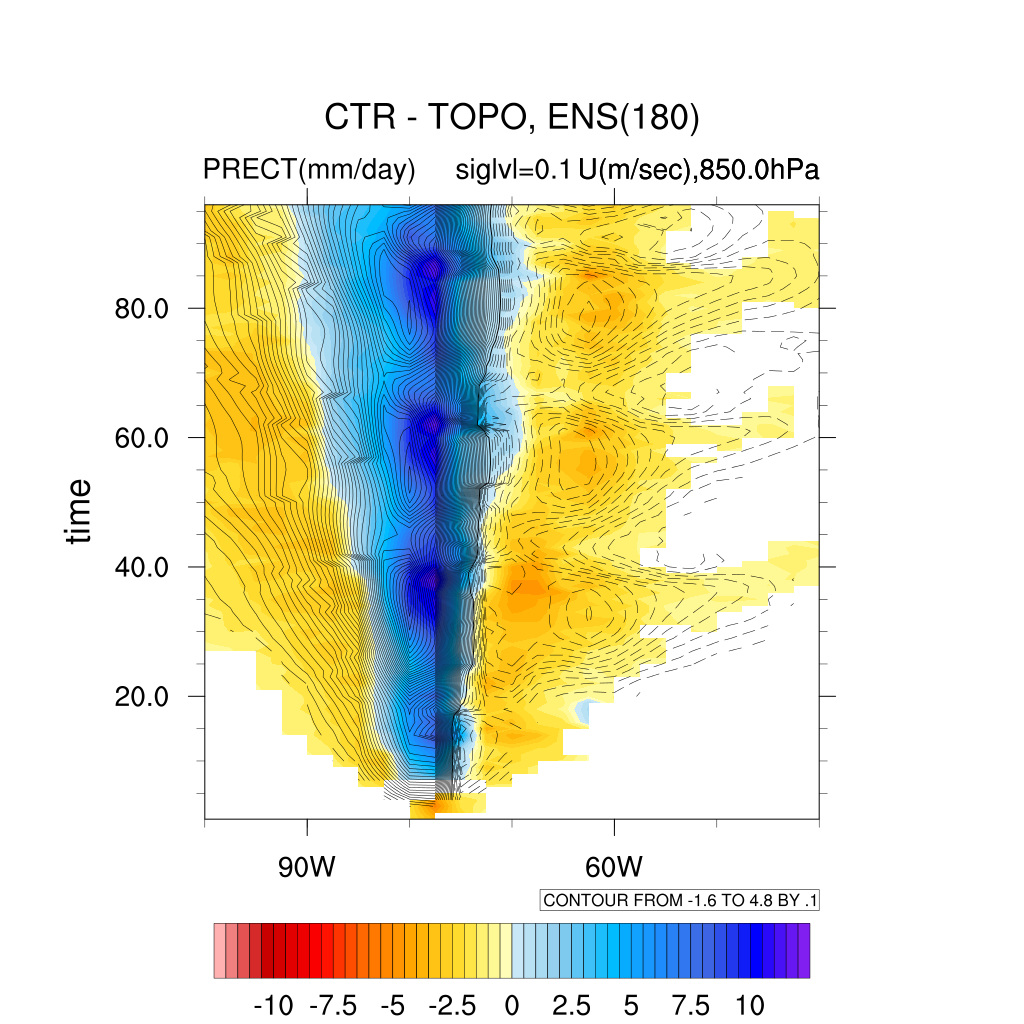 CTR - TOPO, ENS(180)
PRECT(mm/day) siglvl=0.1 U(m/sec),850.0hPa
80.0
60.0
40.0
20.0
time
90W 60W
CONTOUR FROM -1.6 TO 4.8 BY .1
-10 -7.5 -5 -2.5 0 2.5 5 7.5 10